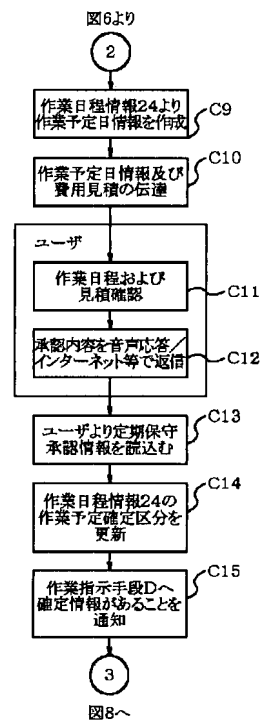 図6より
2
作業日程情報24より
作業予定日情報を作成
C9
作業予定日情報及び
費用見積の伝達
C10
ユーザ
作業日程および
見積確認
C11
承認内容を音声応答/
インターネット等で返信
C12
ユーザより定期保守
承認情報を読込む
C13
作業日程情報24の
作業予定確定区分を
更新
C14
作業指示手段Dへ
確定情報があることを
通知
C15
3
図8へ